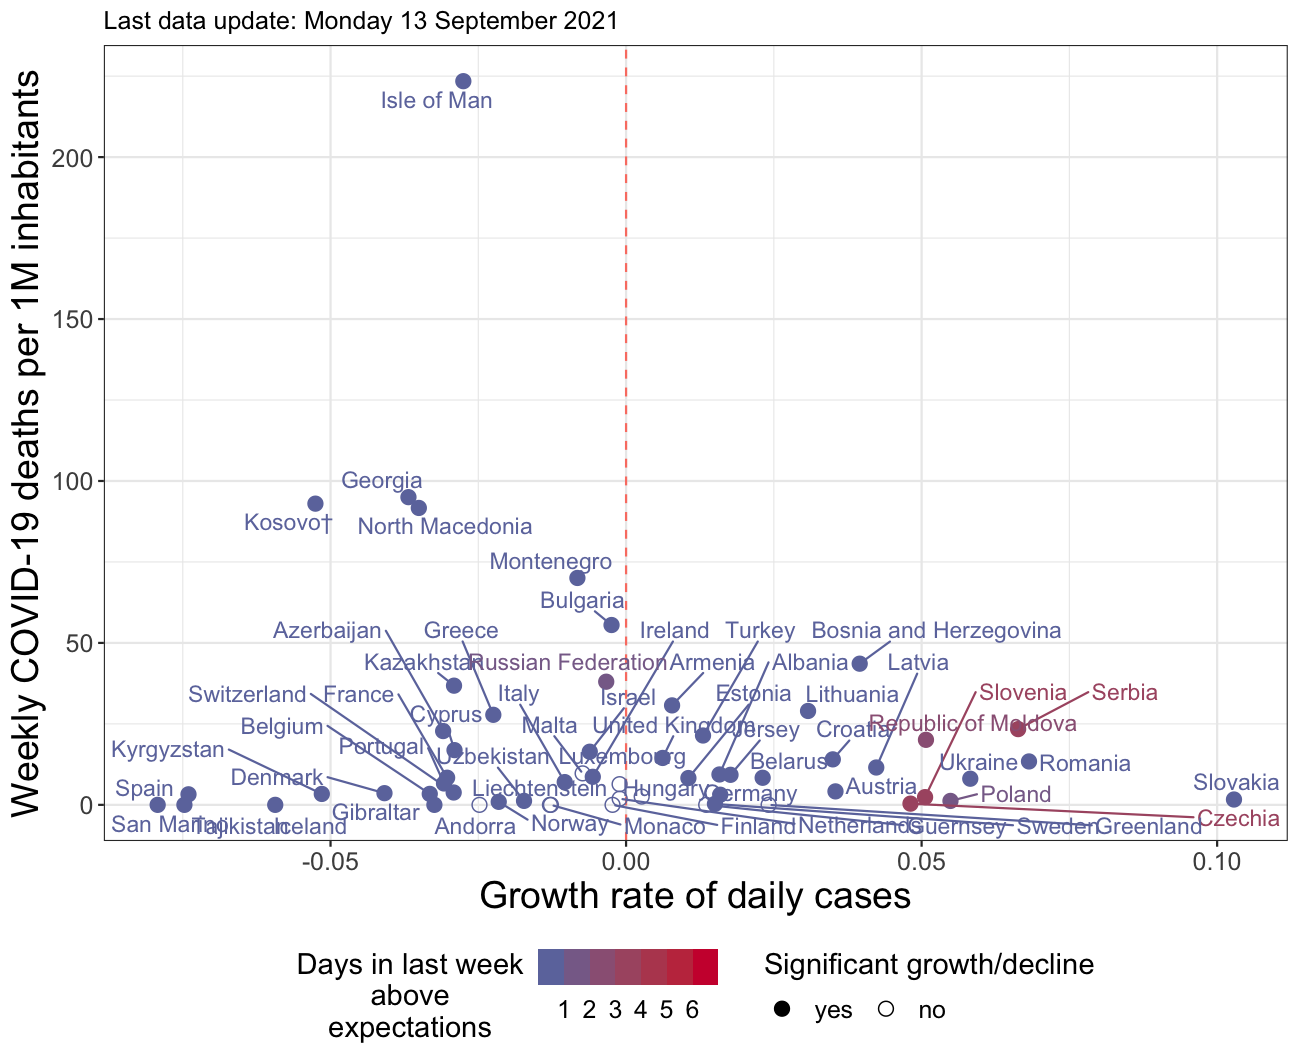 Last data update: Monday 13 September 2021
Weekly COVID-19 deaths per 1M inhabitants
200
150
100
50
0
Isle of Man
Georgia
Kosovo†
North Macedonia
Montenegro
Bulgaria
Azerbaijan
Greece
Ireland
Turkey
Bosnia and Herzegovina
Kazakhstan
Russian Federation
Armenia
Albania
Latvia
Switzerland
France
Italy
Israel
Estonia
Lithuania
Slovenia
Serbia
Cyprus
Belgium
Malta
United Kingdom
Jersey
Croatia
Republic of Moldova
Kyrgyzstan
Portugal
Uzbekistan
Luxembourg
Belarus
Ukraine
Romania
Denmark
Spain
Liechtenstein
Hungary
Germany
Austria
Poland
Slovakia
Gibraltar
San Marino
Tajikistan
Iceland
Andorra
Norway
Monaco
Finland
Netherlands
Guernsey
Sweden
Greenland
Czechia
-0.05
0.00
0.05
0.10
Growth rate of daily cases
Days in last week
above
expectations
1 2 3 4 5 6
Significant growth/decline
yes
no